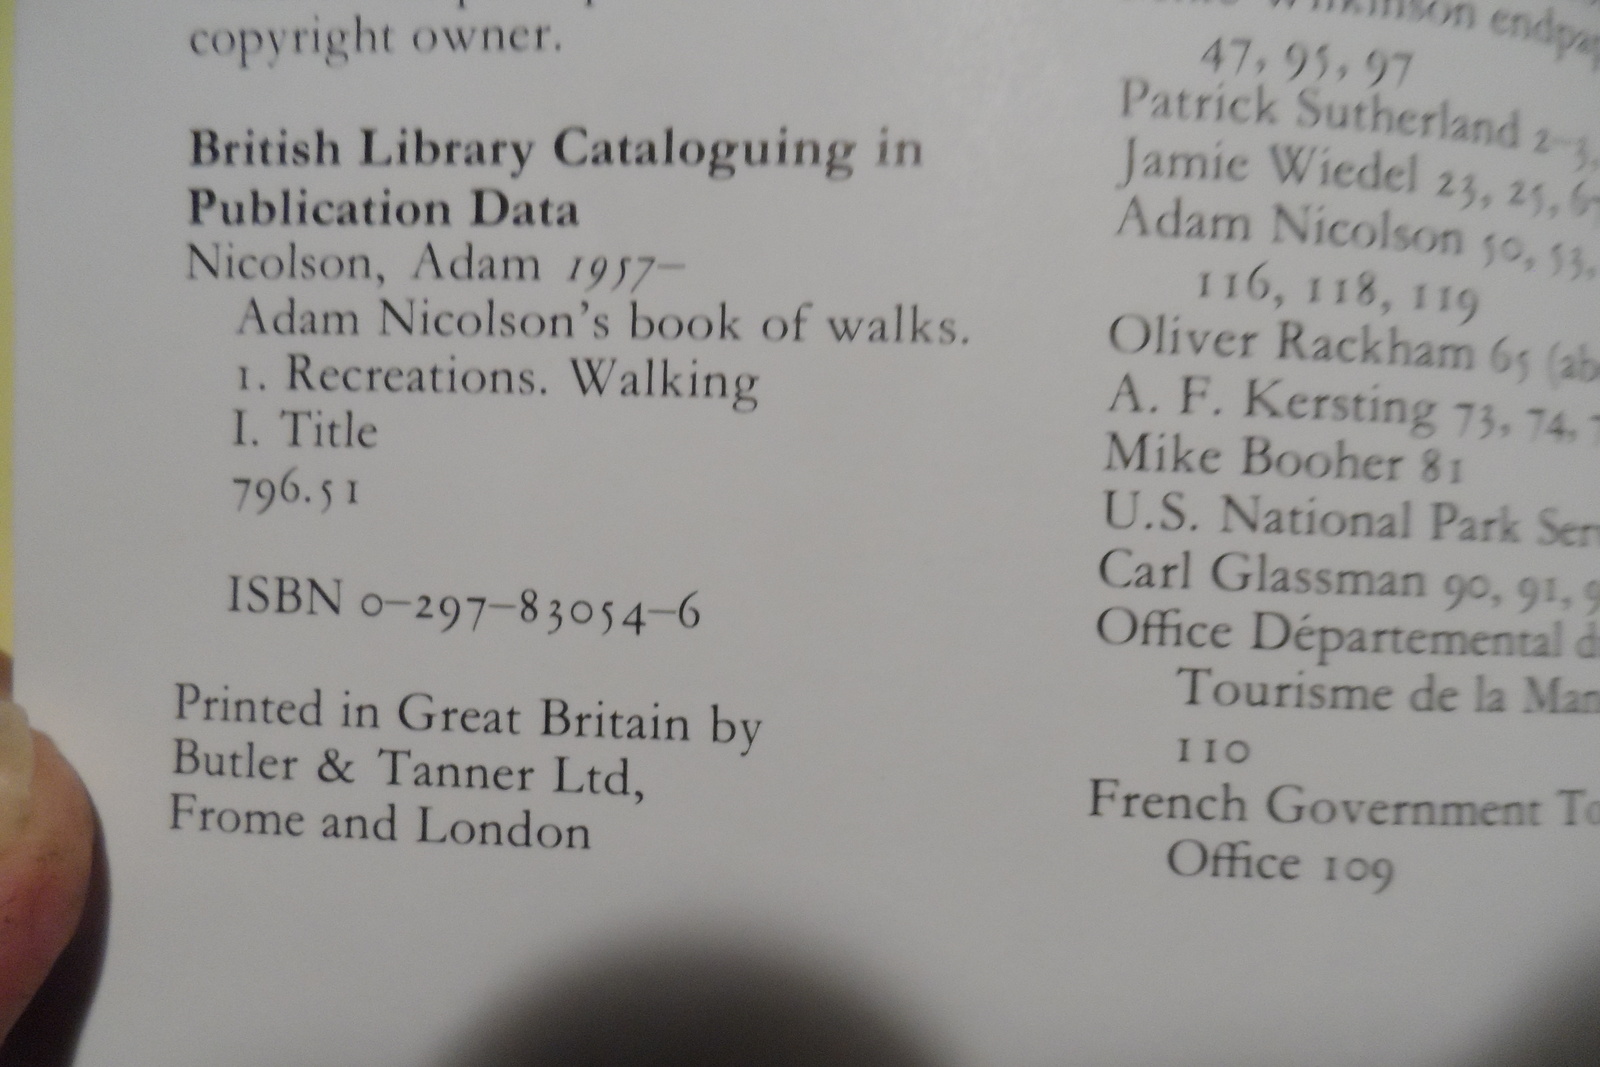 copyright owner.
British Library Cataloguing in
Publication Data
Nicolson, Adam 1957–
Adam Nicolson's book of walks.
1. Recreations. Walking
I. Title
796.51
ISBN 0–297–83054–6
Printed in Great Britain by
Butler & Tanner Ltd,
Frome and London
Wilkinson
47, 95, 97
Patrick Sutherland 2–3,
Jamie Wiedel 23, 25,
Adam Nicolson 50, 53,
116, 118, 119
Oliver Rackham 65
A. F. Kersting 73, 74,
Mike Booher 81
U.S. National Park
Carl Glassman 90, 91,
Office Départemental
Tourisme de la
110
French Government
Office 109